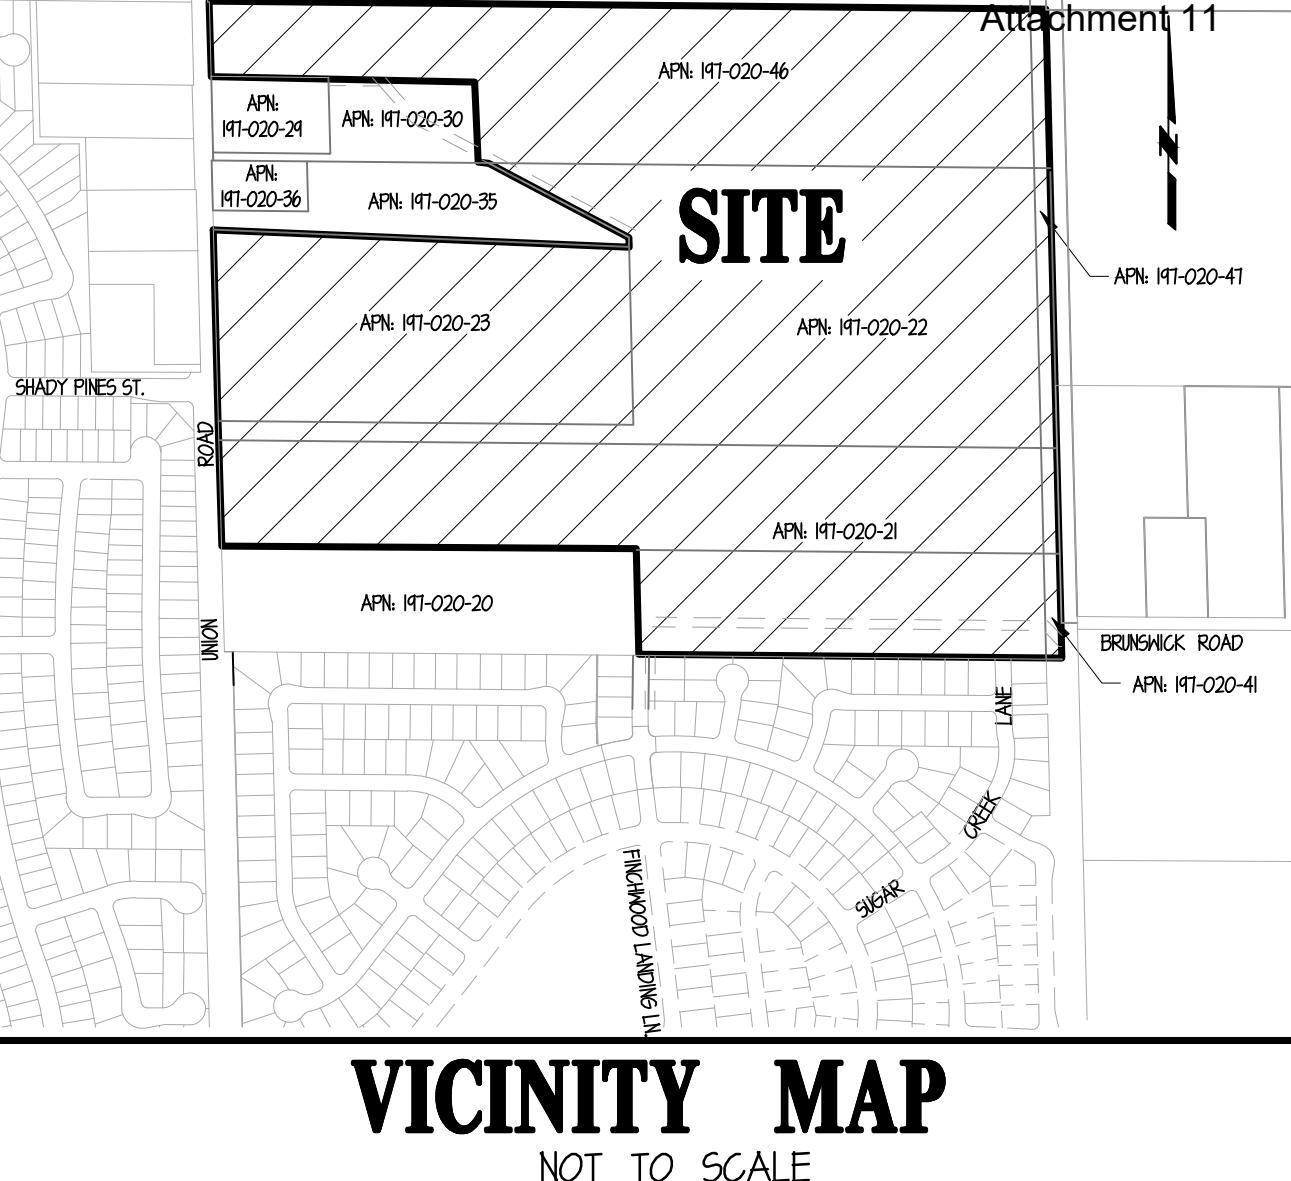 Attachment 11
APN: 197-020-46
APN:
197-020-29
APN: 197-020-30
APN:
197-020-36
APN: 197-020-35
SITE
APN: 197-020-47
APN: 197-020-23
APN: 197-020-22
SHADY PINES ST.
ROAD
APN: 197-020-21
APN: 197-020-20
UNION
BRUNSWICK ROAD
APN: 197-020-41
LANE
CREEK
SUGAR
FINCHWOOD LANDING LN.
VICINITY MAP
NOT TO SCALE